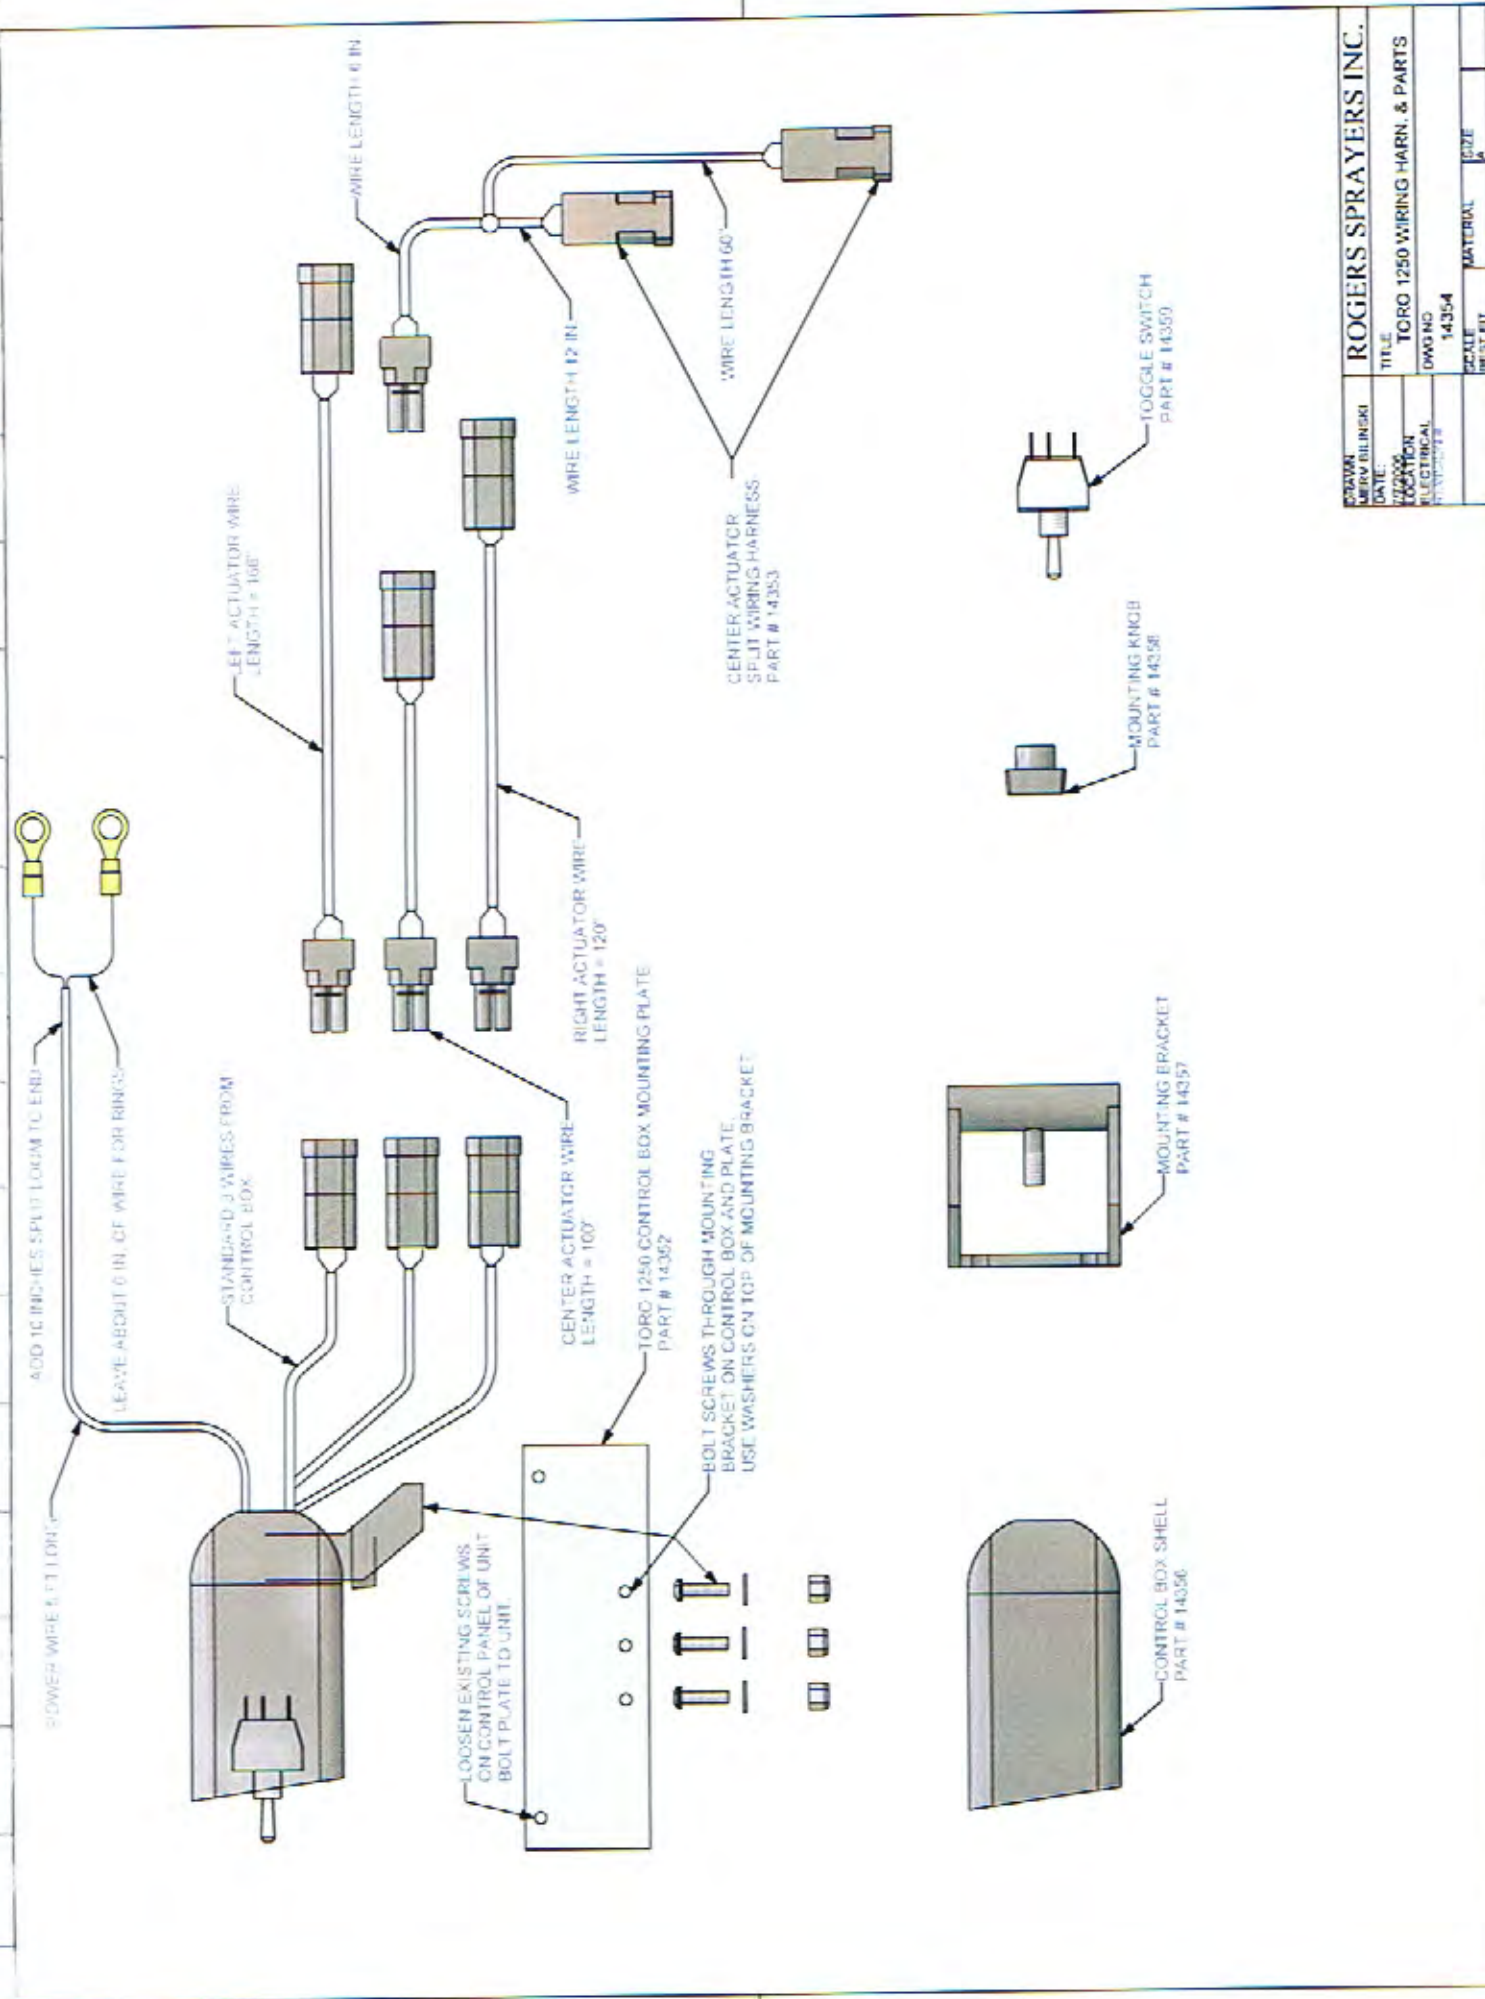 POWER WIRE 5 FT LONG
ADD 10 INCHES SPLIT LOOM TO END
LEAVE ABOUT 6 IN. OF WIRE FOR RINGS
STANDARD 3 WIRES FROM
CONTROL BOX
LEFT ACTUATOR WIRE
LENGTH =
WIRE LENGTH 6 IN
CENTER ACTUATOR WIRE
LENGTH = 100"
RIGHT ACTUATOR WIRE
LENGTH = 120"
WIRE LENGTH 12 IN
WIRE LENGTH 60"
CENTER ACTUATOR
SPLIT WIRING HARNESS
PART # 14353
LOOSEN EXISTING SCREWS
ON CONTROL PANEL OF UNIT
BOLT PLATE TO UNIT.
TORO 1250 CONTROL BOX MOUNTING PLATE
PART # 14352
BOLT SCREWS THROUGH MOUNTING
BRACKET ON CONTROL BOX AND PLATE.
USE WASHERS ON TOP OF MOUNTING BRACKET
CONTROL BOX SHELL
PART # 14356
MOUNTING BRACKET
PART # 14357
MOUNTING KNOB
PART # 14358
TOGGLE SWITCH
PART # 14359
DRAWN
MERV BILINSKI
DATE:
LOCATION
ELECTRICAL
ROGERS SPRAYERS INC.
TITLE
TORO 1250 WIRING HARN. & PARTS
DWG NO
14354
SCALE
BEST FIT
MATERIAL
SIZE
A